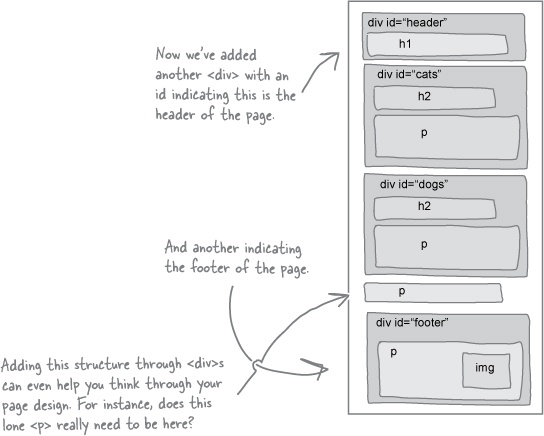 div id=“header”
h1
Now we’ve added
another <div> with an
id indicating this is the
header of the page.
div id=“cats”
h2
p
div id=“dogs”
h2
p
And another indicating
the footer of the page.
p
div id=“footer”
p
img
Adding this structure through <div>s
can even help you think through your
page design. For instance, does this
lone <p> really need to be here?